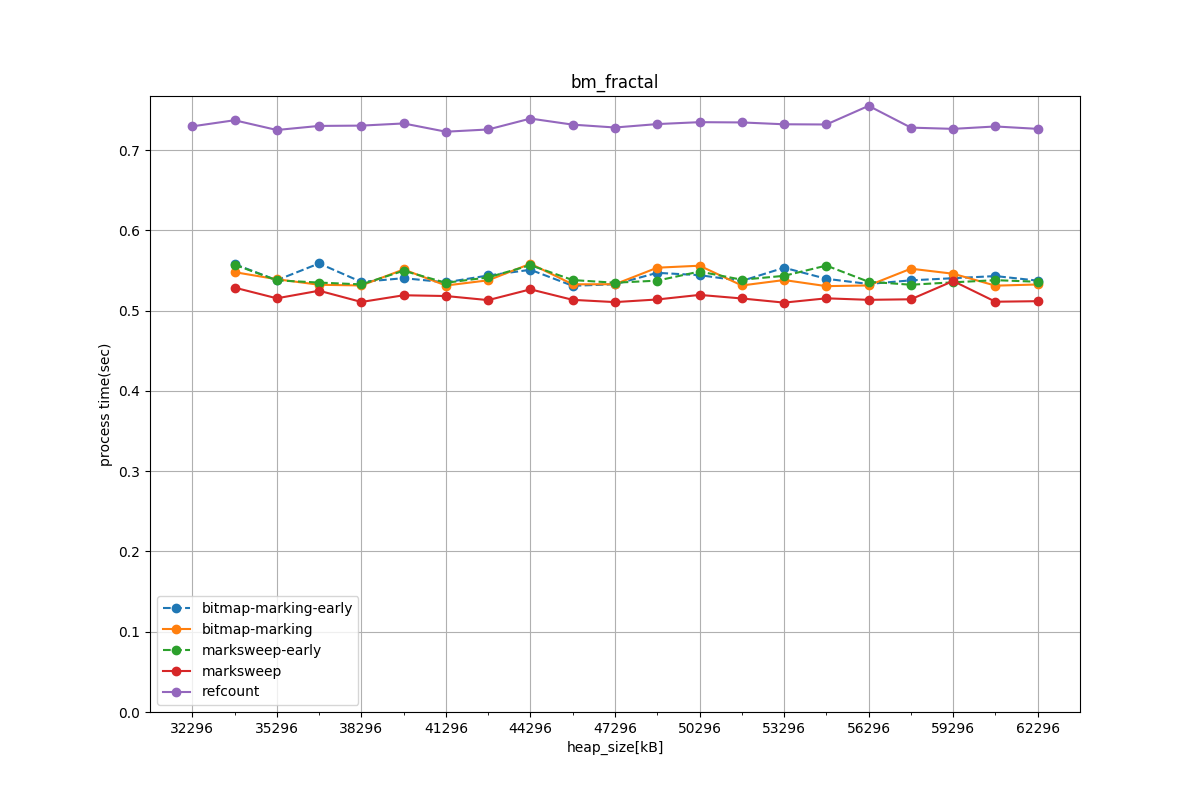 bm_fractal
0.7
0.6
0.5
0.4
0.3
0.2
0.1
0.0
process time(sec)
bitmap-marking-early
bitmap-marking
marksweep-early
marksweep
refcount
32296 35296 38296 41296 44296 47296 50296 53296 56296 59296 62296
heap_size[kB]